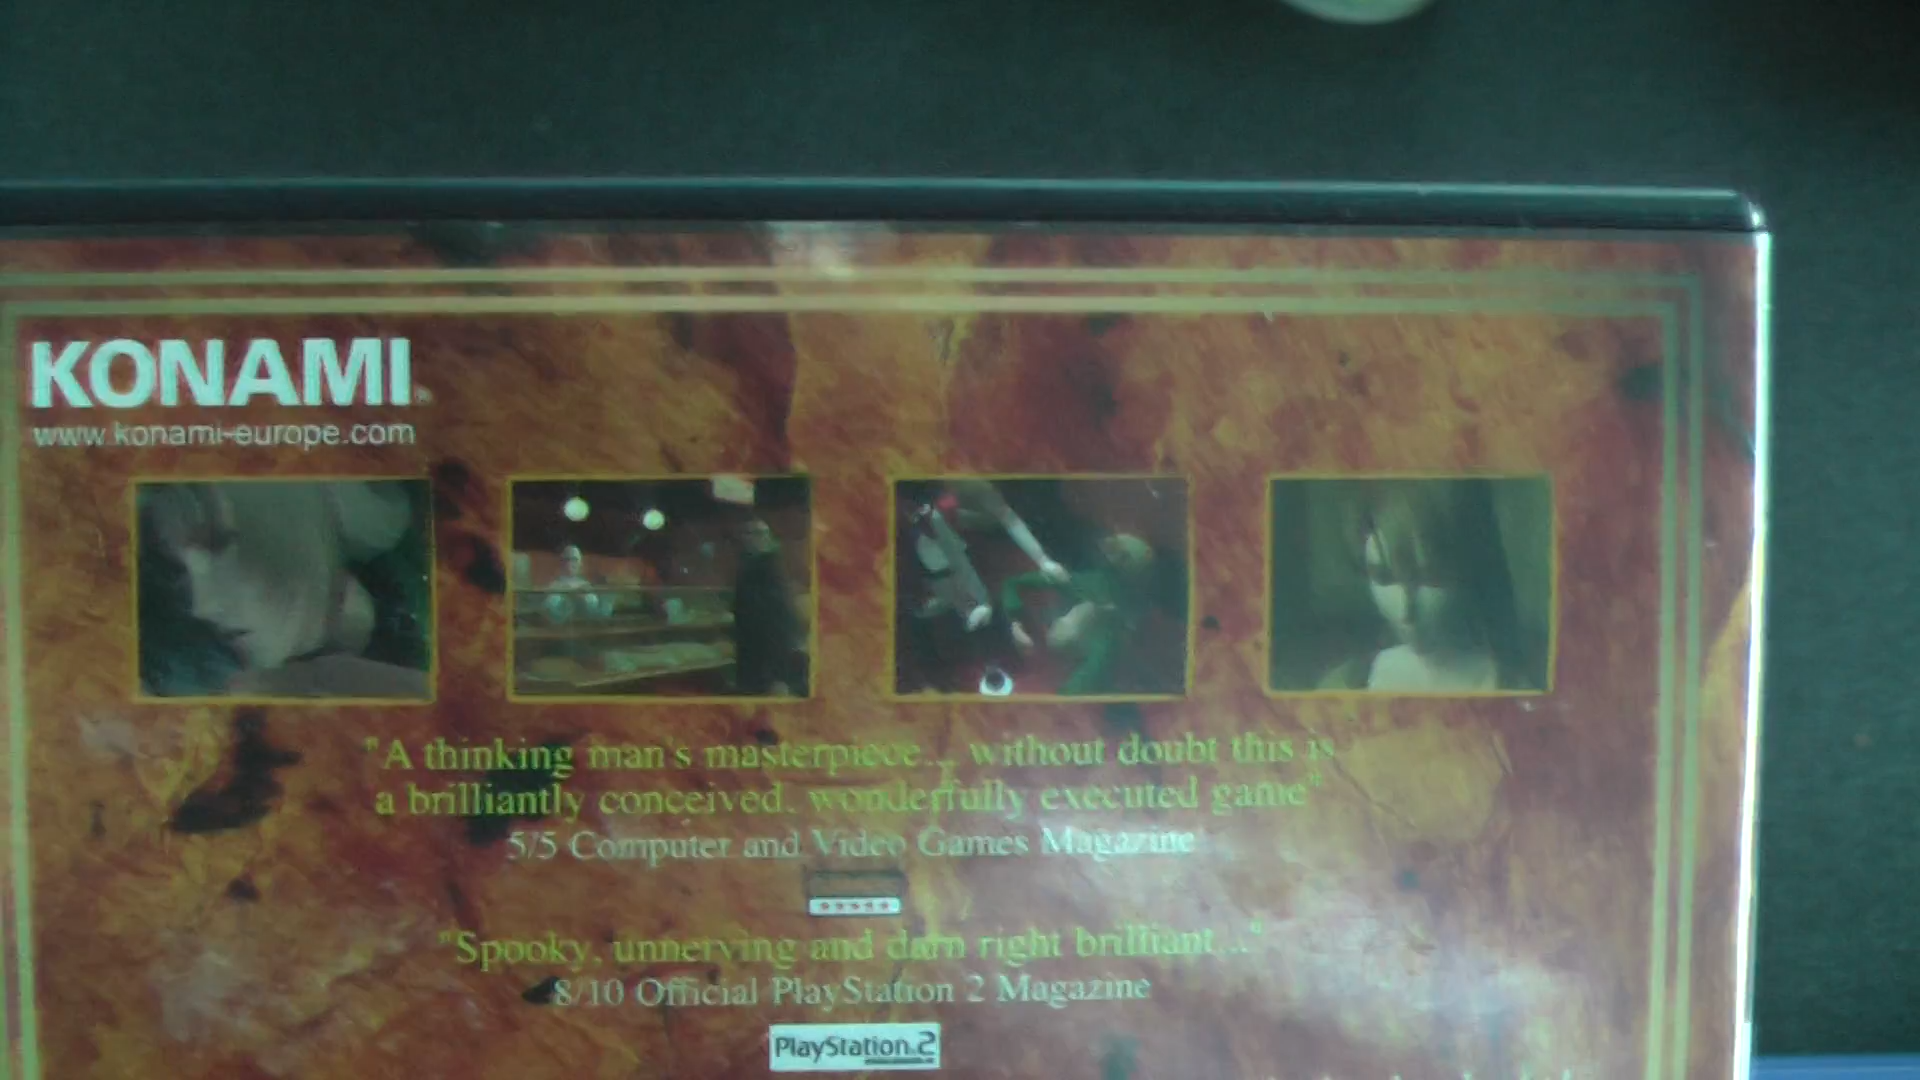 KONAMI®
www.konami-europe.com
"A thinking man's masterpiece... without doubt this is
a brilliantly conceived, wonderfully executed game"
5/5 Computer and Video Games Magazine
"Spooky, unnerving and darn right brilliant..."
8/10 Official PlayStation 2 Magazine
PlayStation.2